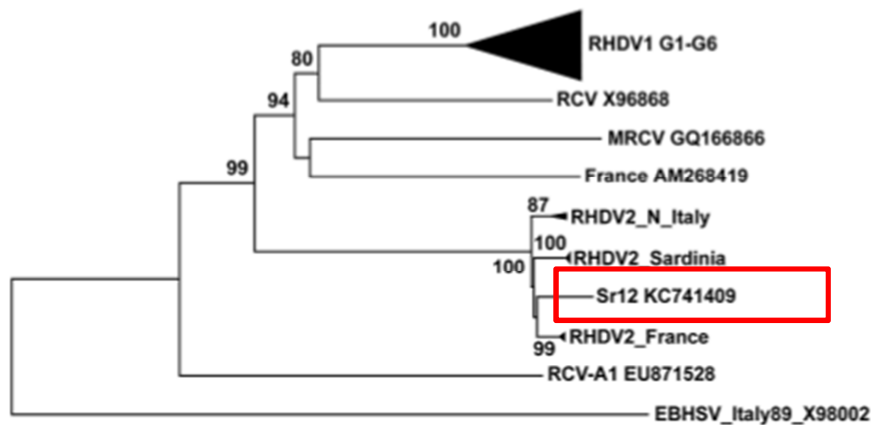 100
RHDV1 G1-G6
80
RCV X96868
94
MRCV GQ166866
99
France AM268419
87
RHDV2_N_Italy
100
RHDV2_Sardinia
100
Sr12 KC741409
RHDV2_France
99
RCV-A1 EU871528
EBHSV_Italy89_X98002